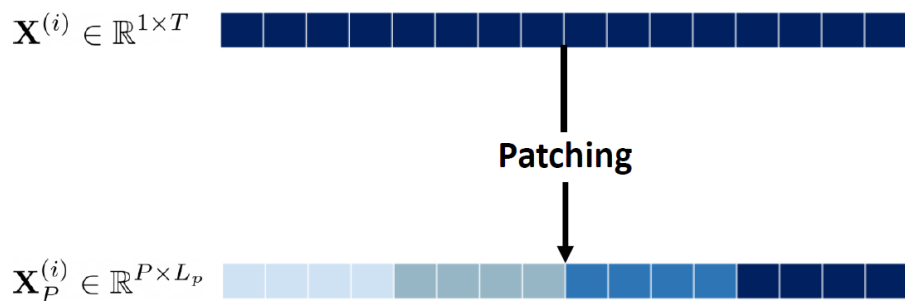 𝐗⁽ⁱ⁾ ∈ ℝ^{1×T}
Patching
𝐗_P⁽ⁱ⁾ ∈ ℝ^{P×L_p}